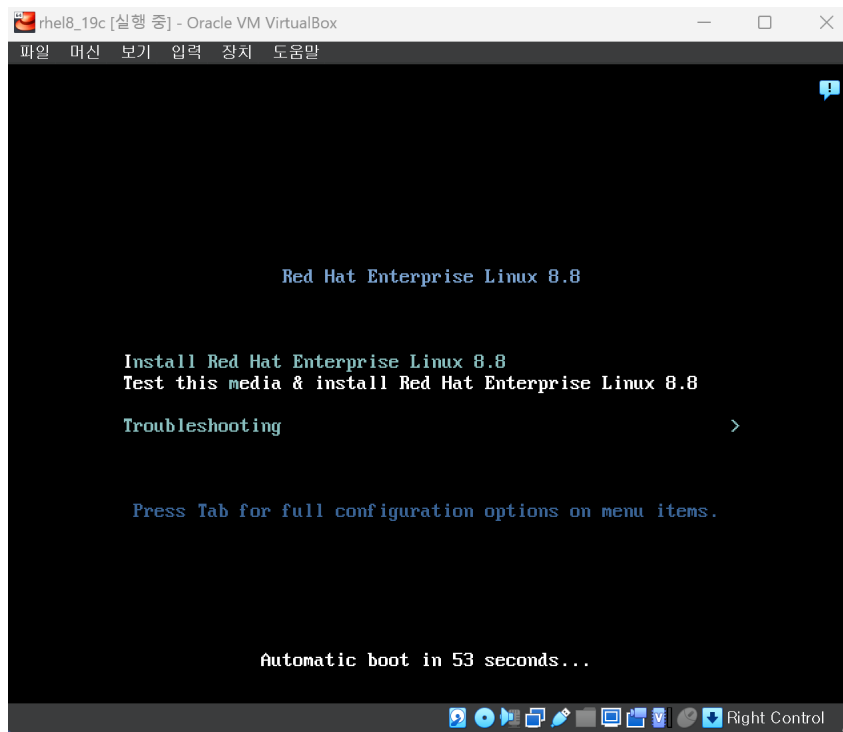 rhel8_19c [실행 중] - Oracle VM VirtualBox
파일 머신 보기 입력 장치 도움말
Red Hat Enterprise Linux 8.8
Install Red Hat Enterprise Linux 8.8
Test this media & install Red Hat Enterprise Linux 8.8
Troubleshooting >
Press Tab for full configuration options on menu items.
Automatic boot in 53 seconds...
Right Control